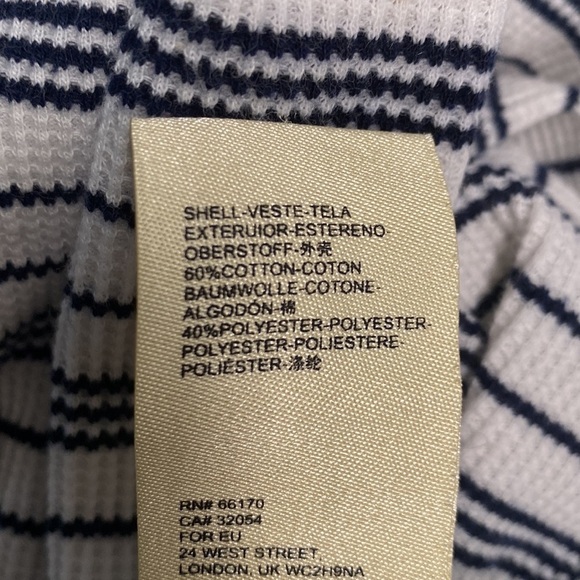 SHELL-VESTE-TELA
EXTERUIOR-ESTERENO
OBERSTOFF-外壳
60%COTTON-COTON
BAUMWOLLE-COTONE-
ALGODÓN-棉
40%POLYESTER-POLYESTER-
POLYESTER-POLIESTERE-
POLIÉSTER-涤纶
RN# 66170
CA# 32054
FOR EU
24 WEST STREET,
LONDON, UK WC2H9NA